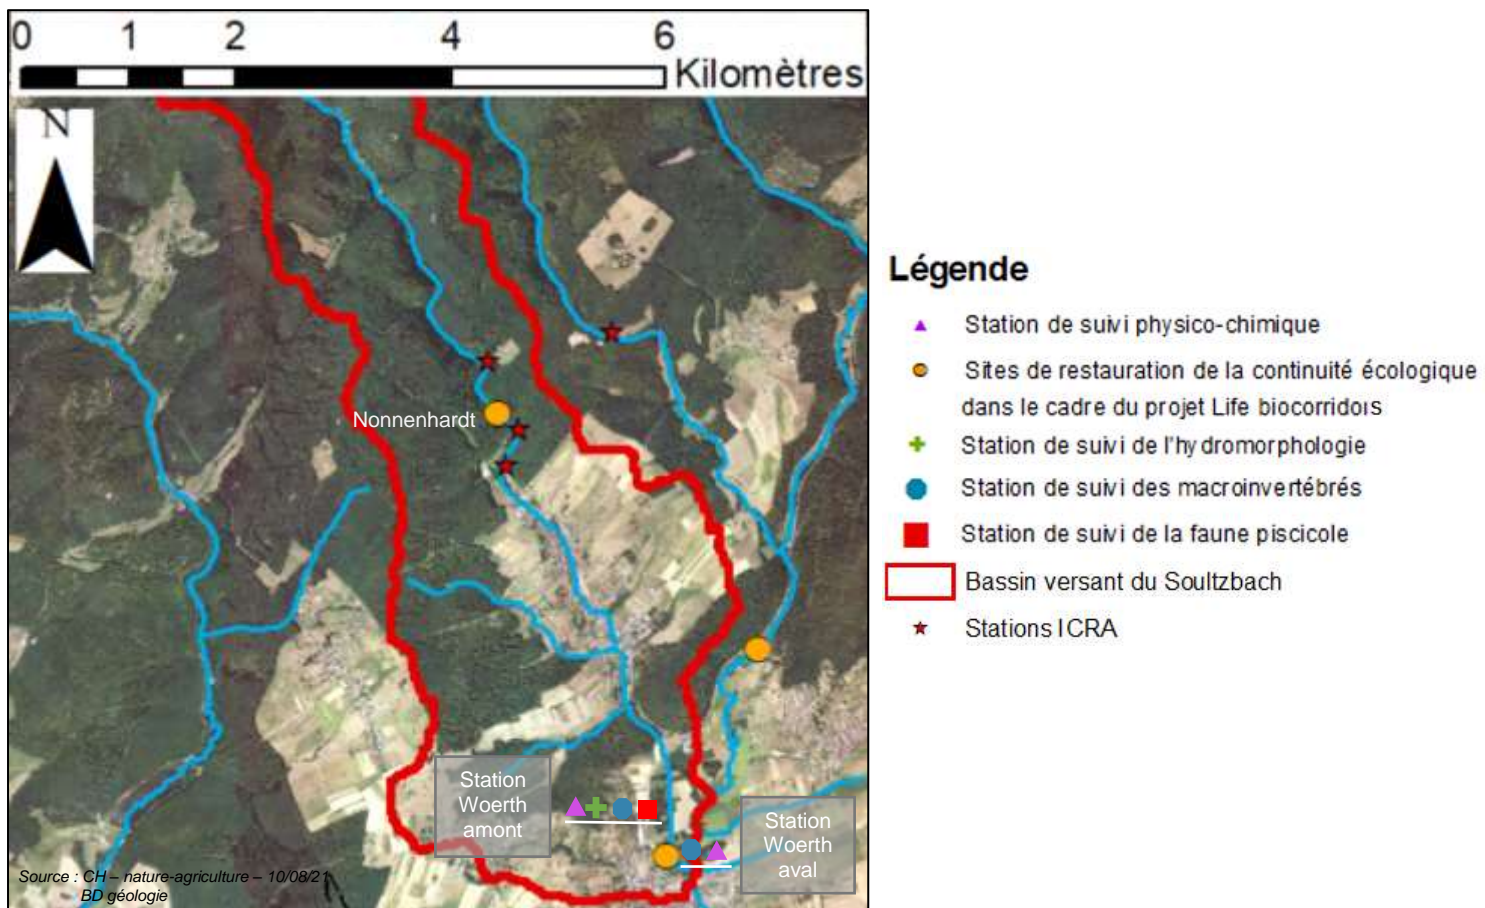 0 1 2 4 6
Kilomètres
N
Nonnenhardt
Station
Woerth
amont
Station
Woerth
aval
Source : CH – nature-agriculture – 10/08/21
BD géologie
Légende
Station de suivi physico-chimique
Sites de restauration de la continuité écologique
dans le cadre du projet Life biocorridois
Station de suivi de l'hydromorphologie
Station de suivi des macroinvertébrés
Station de suivi de la faune piscicole
Bassin versant du Soultzbach
Stations ICRA